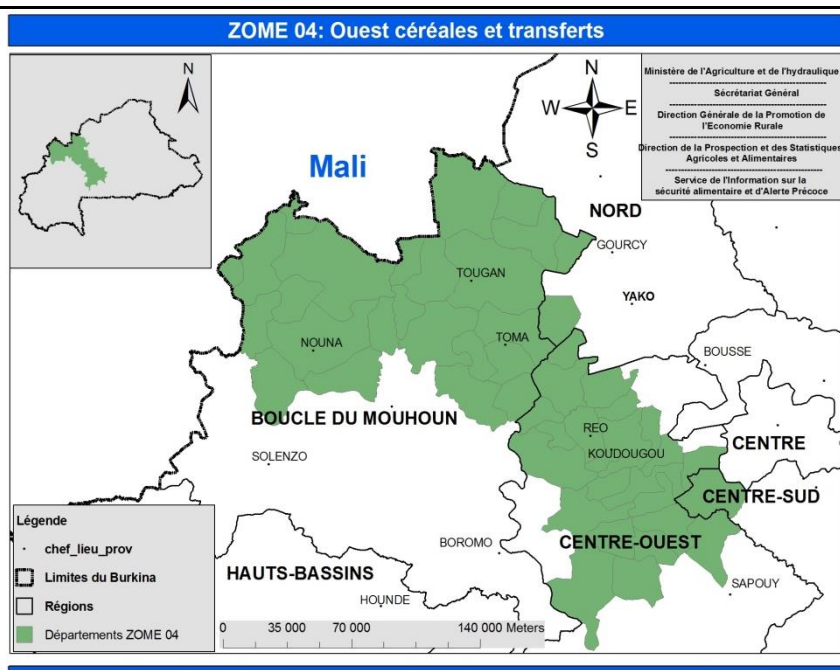 ZOME 04: Ouest céréales et transferts
N
N
W E
S
Ministère de l'Agriculture et de l'hydraulique
Sécrétariat Général
Direction Générale de la Promotion de
l'Economie Rurale
Direction de la Prospection et des Statistiques
Agricoles et Alimentaires
Service de l'Information sur la
sécurité alimentaire et d'Alerte Précoce
Mali
NORD
GOURCY
TOUGAN
YAKO
NOUNA
TOMA
BOUSSE
BOUCLE DU MOUHOUN
REO
CENTRE
SOLENZO
KOUDOUGOU
CENTRE-SUD
Légende
chef_lieu_prov
Limites du Burkina
Régions
Départements ZOME 04
BOROMO
CENTRE-OUEST
HAUTS-BASSINS
SAPOUY
HOUNDE
0 35 000 70 000 140 000 Meters